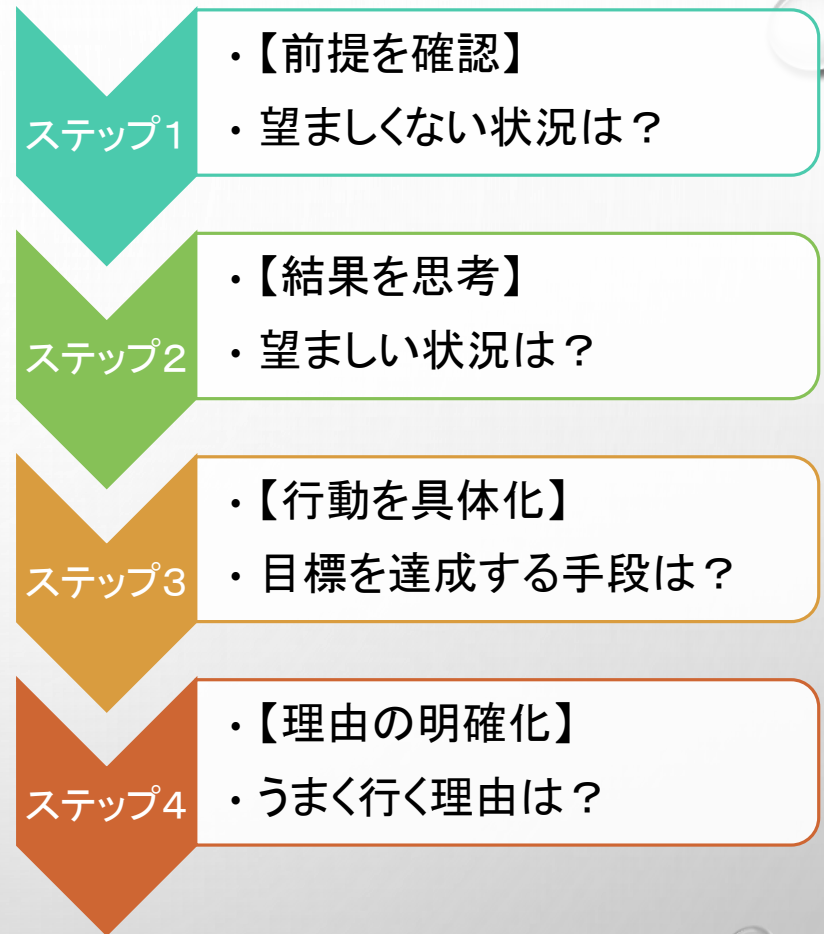 ステップ１
・【前提を確認】
・望ましくない状況は？
ステップ２
・【結果を思考】
・望ましい状況は？
ステップ３
・【行動を具体化】
・目標を達成する手段は？
ステップ４
・【理由の明確化】
・うまく行く理由は？